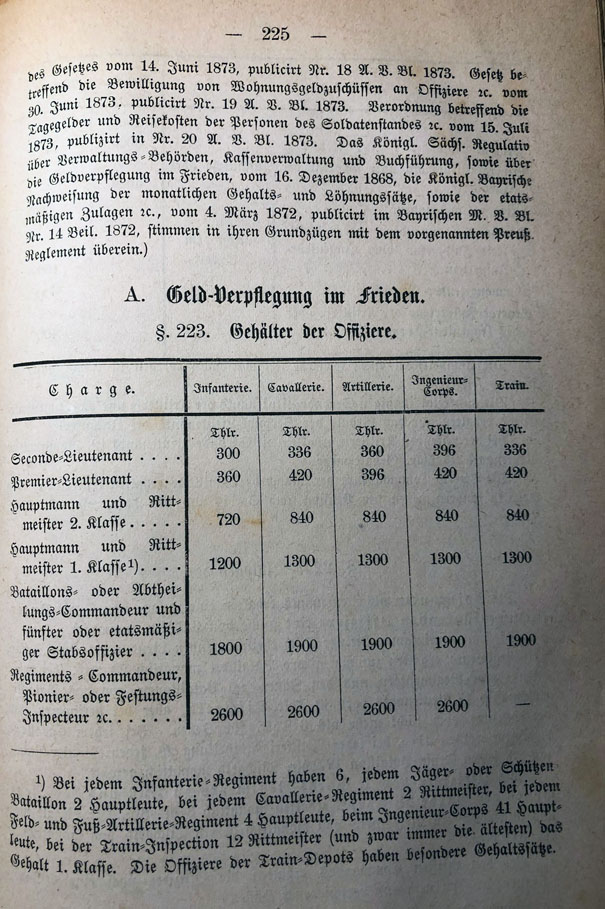 — 225 —
des Gesetzes vom 14. Juni 1873, publicirt Nr. 18 A. V. Bl. 1873. Gesetz be-
treffend die Bewilligung von Wohnungsgeldzuschüssen an Offiziere ꝛc. vom
30. Juni 1873, publicirt Nr. 19 A. V. Bl. 1873. Verordnung betreffend die
Tagegelder und Reisekosten der Personen des Soldatenstandes ꝛc. vom 15. Juli
1873, publizirt in Nr. 20 A. V. Bl. 1873. Das Königl. Sächs. Regulativ
über Verwaltungs-Behörden, Kassenverwaltung und Buchführung, sowie über
die Geldverpflegung im Frieden, vom 16. Dezember 1868, die Königl. Bayrische
Nachweisung der monatlichen Gehalts- und Löhnungssätze, sowie der etats-
mäßigen Zulagen ꝛc., vom 4. März 1872, publicirt im Bayrischen M. V. Bl.
Nr. 14 Beil. 1872, stimmen in ihren Grundzügen mit dem vorgenannten Preuß.
Reglement überein.)
A. Geld-Verpflegung im Frieden.
§. 223. Gehälter der Offiziere.
Charge. Infanterie. Cavallerie. Artillerie. Ingenieur-Corps. Train.
Thlr. Thlr. Thlr. Thlr. Thlr.
Seconde-Lieutenant . . . . 300 336 360 396 336
Premier-Lieutenant . . . . 360 420 396 420 420
Hauptmann und Ritt-
meister 2. Klasse . . . . . 720 840 840 840 840
Hauptmann und Ritt-
meister 1. Klasse¹) . . . . 1200 1300 1300 1300 1300
Bataillons- oder Abthei-
lungs-Commandeur und
fünfter oder etatsmäßi-
ger Stabsoffizier . . . . 1800 1900 1900 1900 1900
Regiments-Commandeur,
Pionier- oder Festungs-
Inspecteur ꝛc. . . . . . . 2600 2600 2600 2600 —
¹) Bei jedem Infanterie-Regiment haben 6, jedem Jäger- oder Schützen
Bataillon 2 Hauptleute, bei jedem Cavallerie-Regiment 2 Rittmeister, bei jedem
Feld- und Fuß-Artillerie-Regiment 4 Hauptleute, beim Ingenieur-Corps 41 Haupt-
leute, bei der Train-Inspection 12 Rittmeister (und zwar immer die ältesten) das
Gehalt 1. Klasse. Die Offiziere der Train-Depots haben besondere Gehaltssätze.